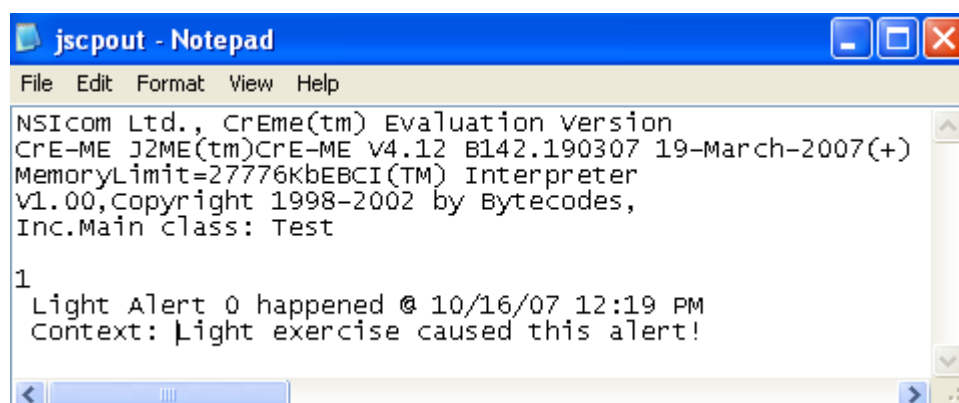 jscpout - Notepad
File Edit Format View Help
NSIcom Ltd., CrEme(tm) Evaluation Version
CrE-ME J2ME(tm)CrE-ME V4.12 B142.190307 19-March-2007(+)
MemoryLimit=27776KbEBCI(TM) Interpreter
V1.00,Copyright 1998-2002 by Bytecodes,
Inc.Main class: Test
1
Light Alert 0 happened @ 10/16/07 12:19 PM
Context: Light exercise caused this alert!